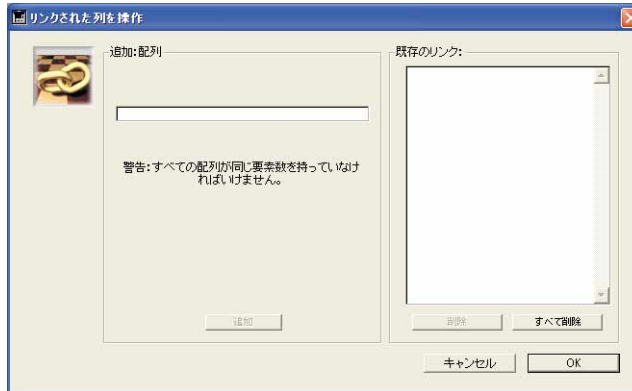 リンクされた列を操作
追加:配列
警告:すべての配列が同じ要素数を持っていなけ
ればいけません。
追加
既存のリンク:
削除
すべて削除
キャンセル
OK